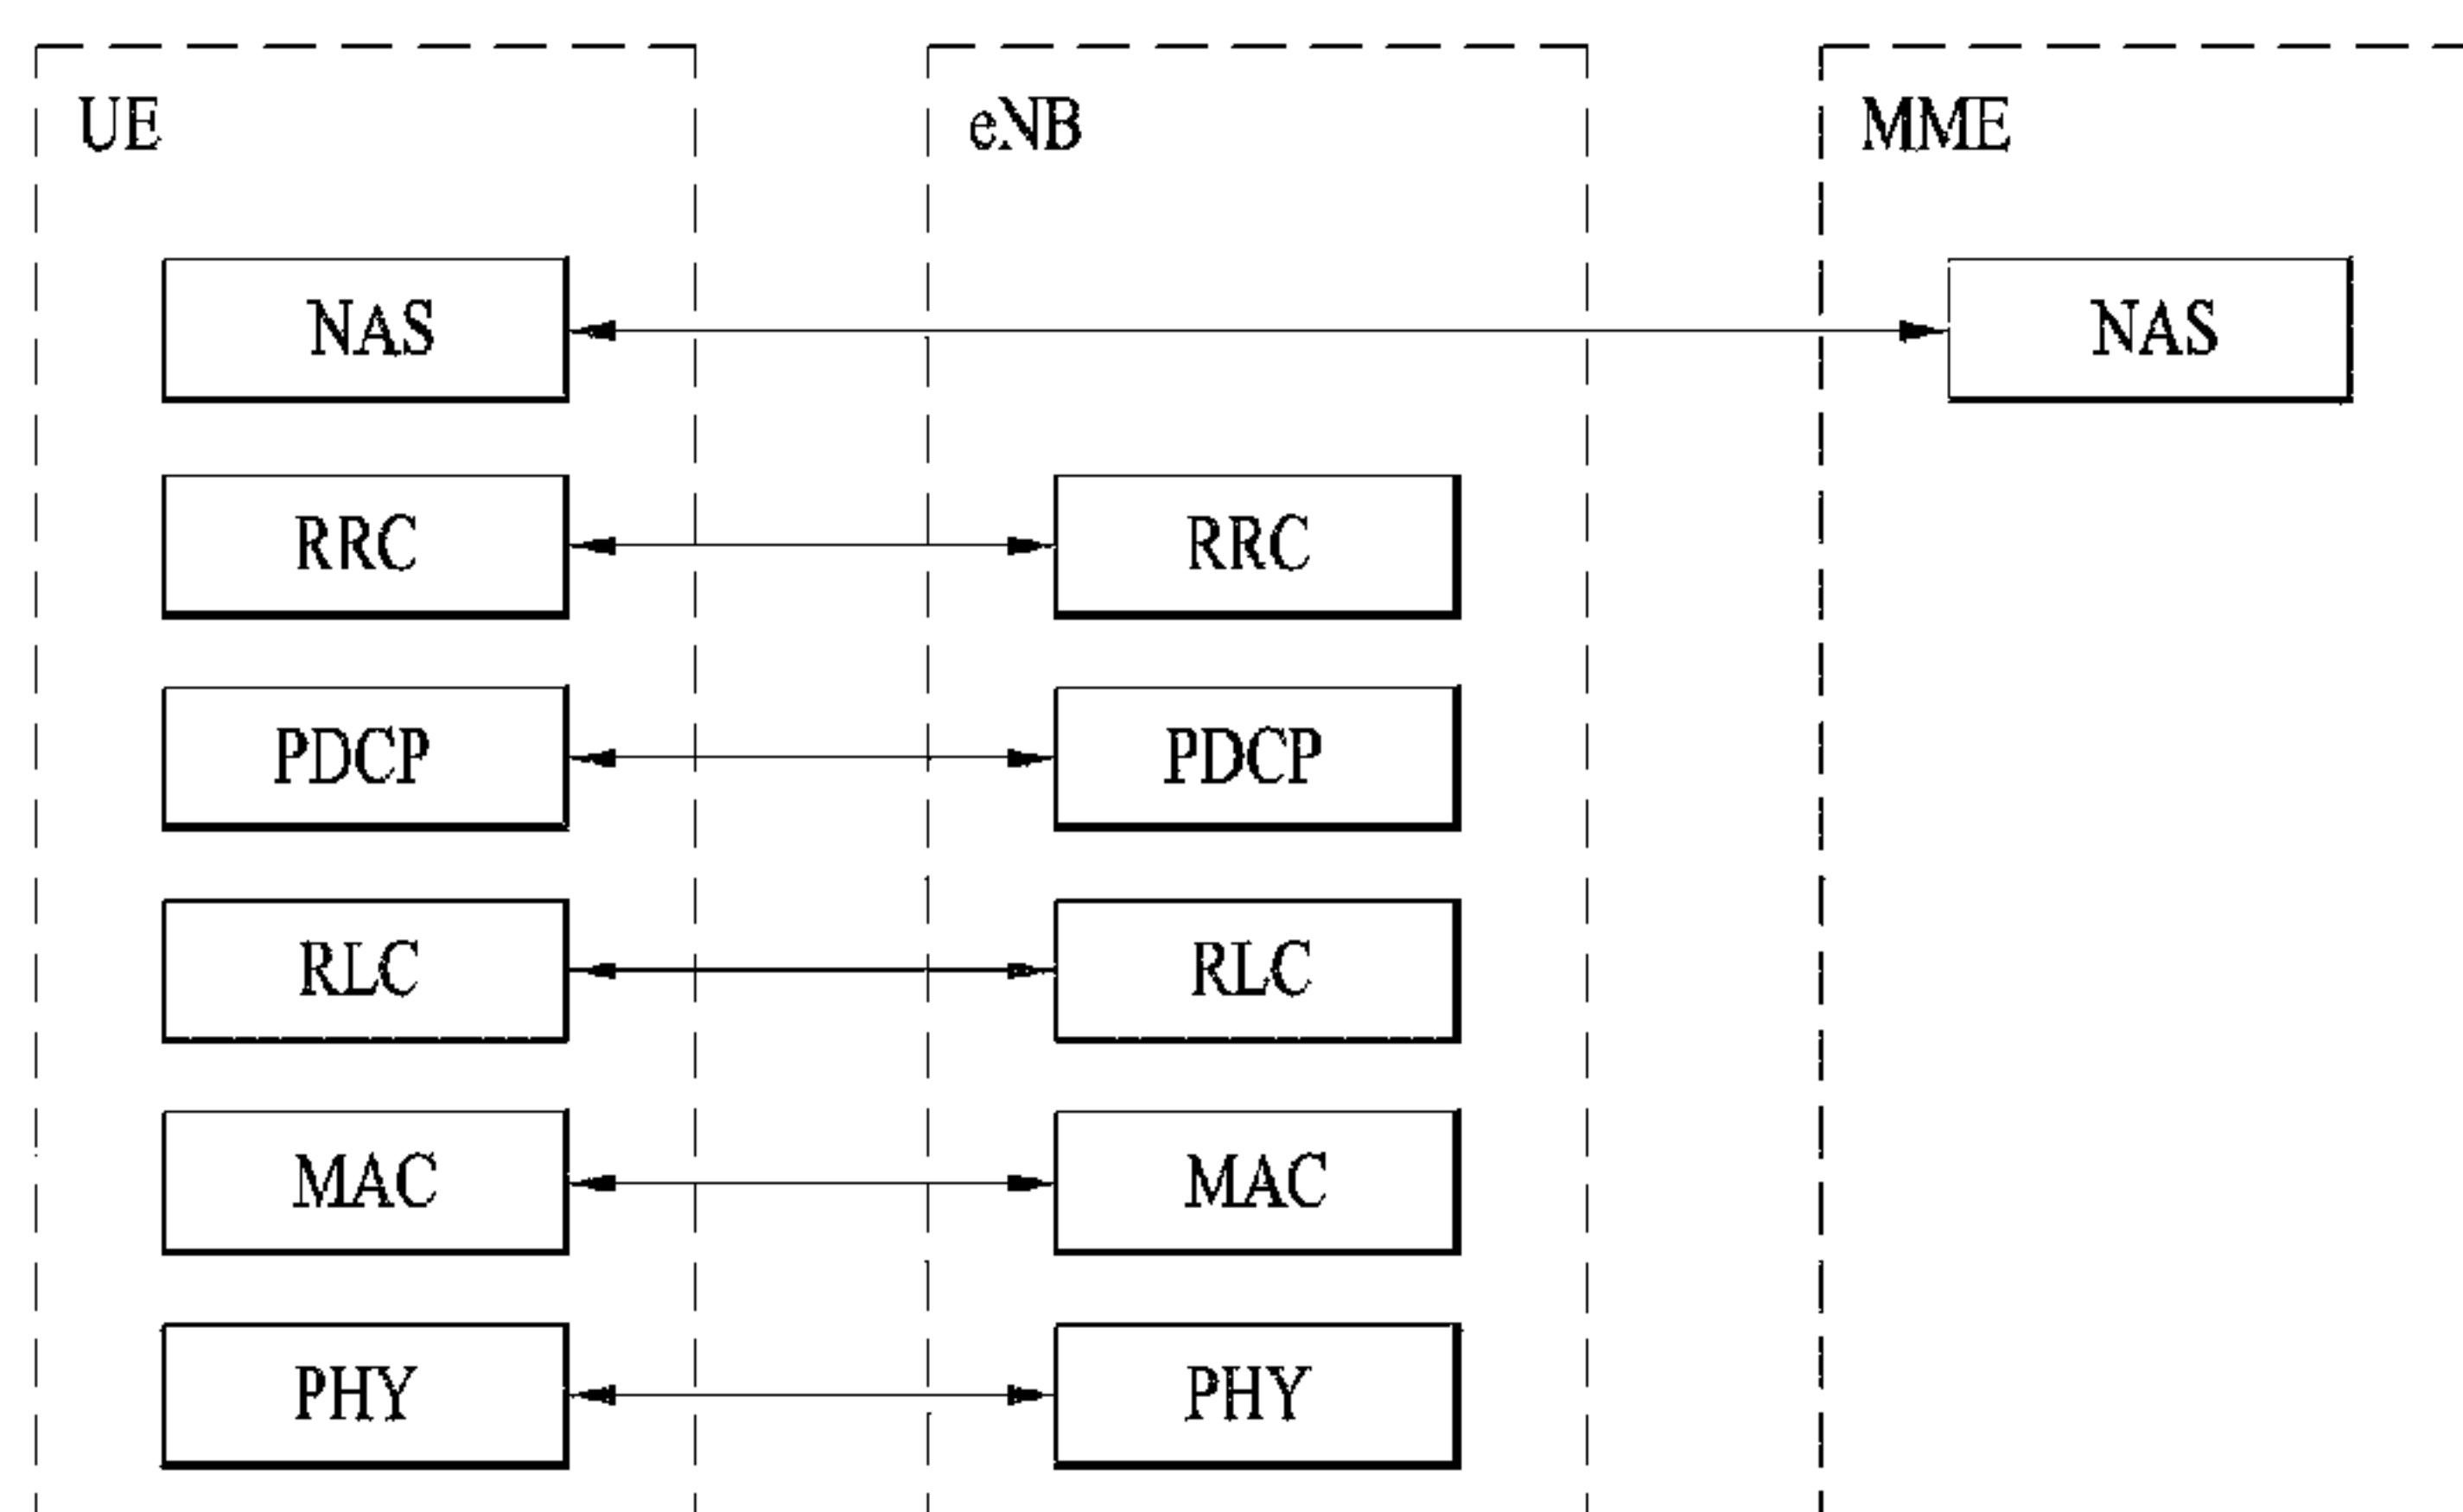 UE eNB MME
NAS NAS
RRC RRC
PDCP PDCP
RLC RLC
MAC MAC
PHY PHY